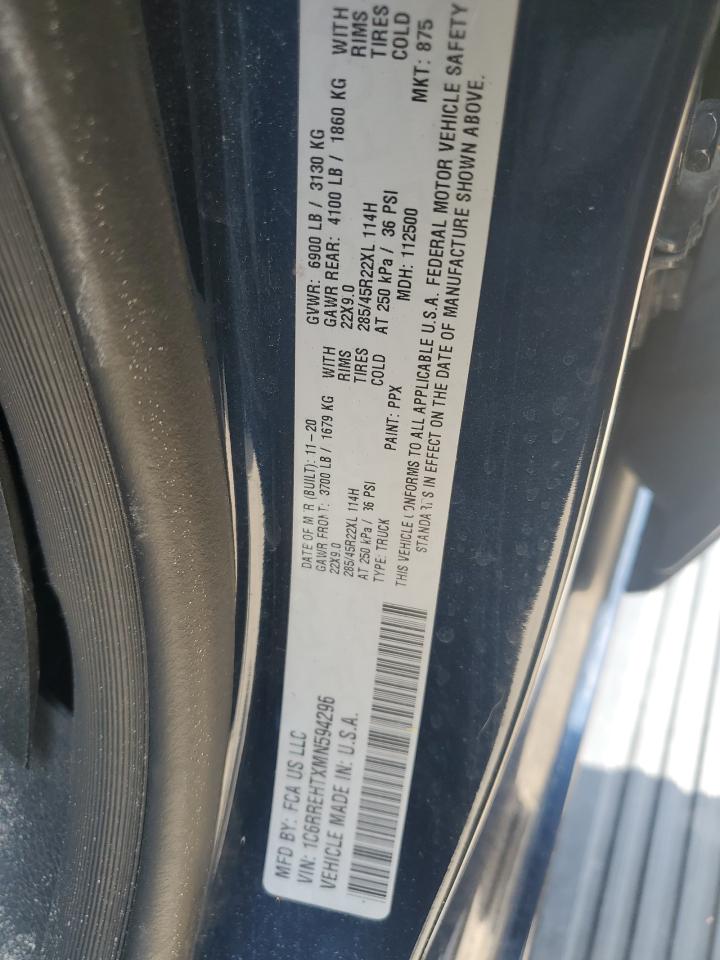 MFD BY: FCA US LLC
VIN: 1C6RREHTXMN594296
VEHICLE MADE IN: U.S.A.
DATE OF M R (BUILT): 11-20
GAWR FRONT: 3700 LB / 1679 KG WITH
22X9.0 RIMS
285/45R22XL 114H TIRES
AT 250 kPa / 36 PSI COLD
TYPE: TRUCK PAINT: PPX
GVWR: 6900 LB / 3130 KG
GAWR REAR: 4100 LB / 1860 KG WITH
22X9.0 RIMS
285/45R22XL 114H TIRES
AT 250 kPa / 36 PSI COLD
MDH: 112500 MKT: 875
THIS VEHICLE CONFORMS TO ALL APPLICABLE U.S.A. FEDERAL MOTOR VEHICLE SAFETY
STANDARDS IN EFFECT ON THE DATE OF MANUFACTURE SHOWN ABOVE.